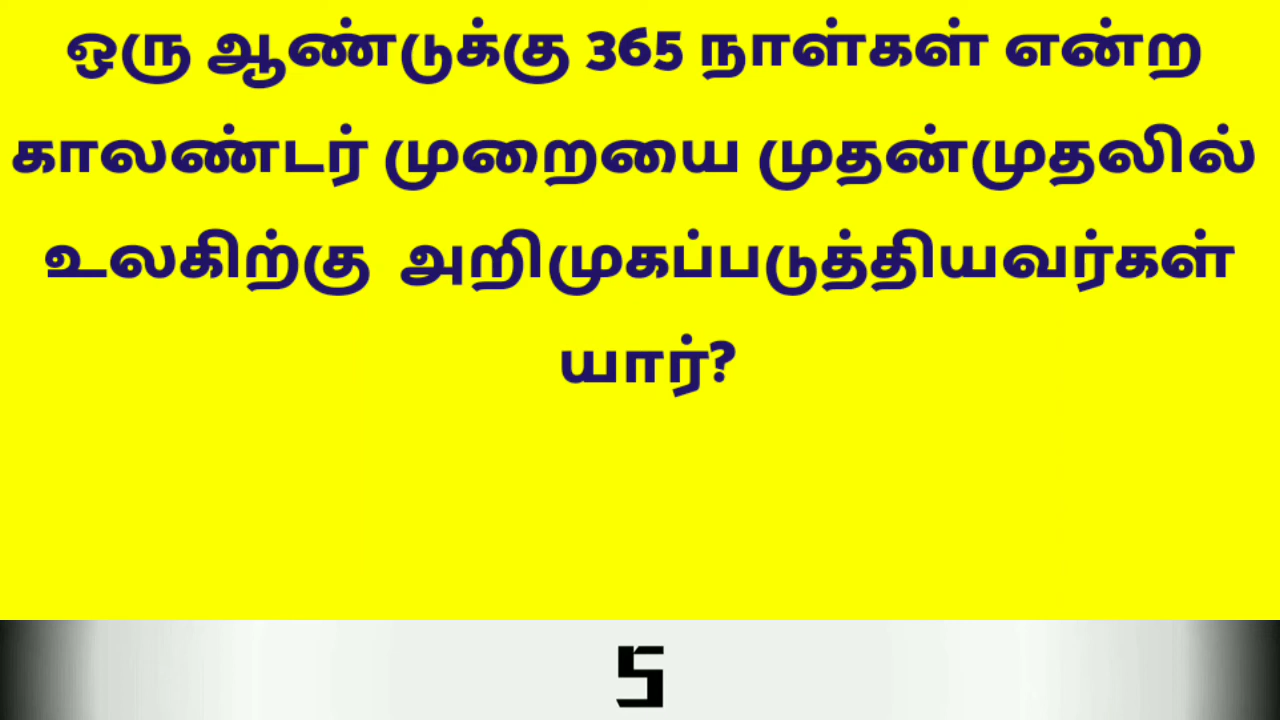 ஒரு ஆண்டுக்கு 365 நாள்கள் என்ற
காலண்டர் முறையை முதன்முதலில்
உலகிற்கு அறிமுகப்படுத்தியவர்கள்
யார்?
5